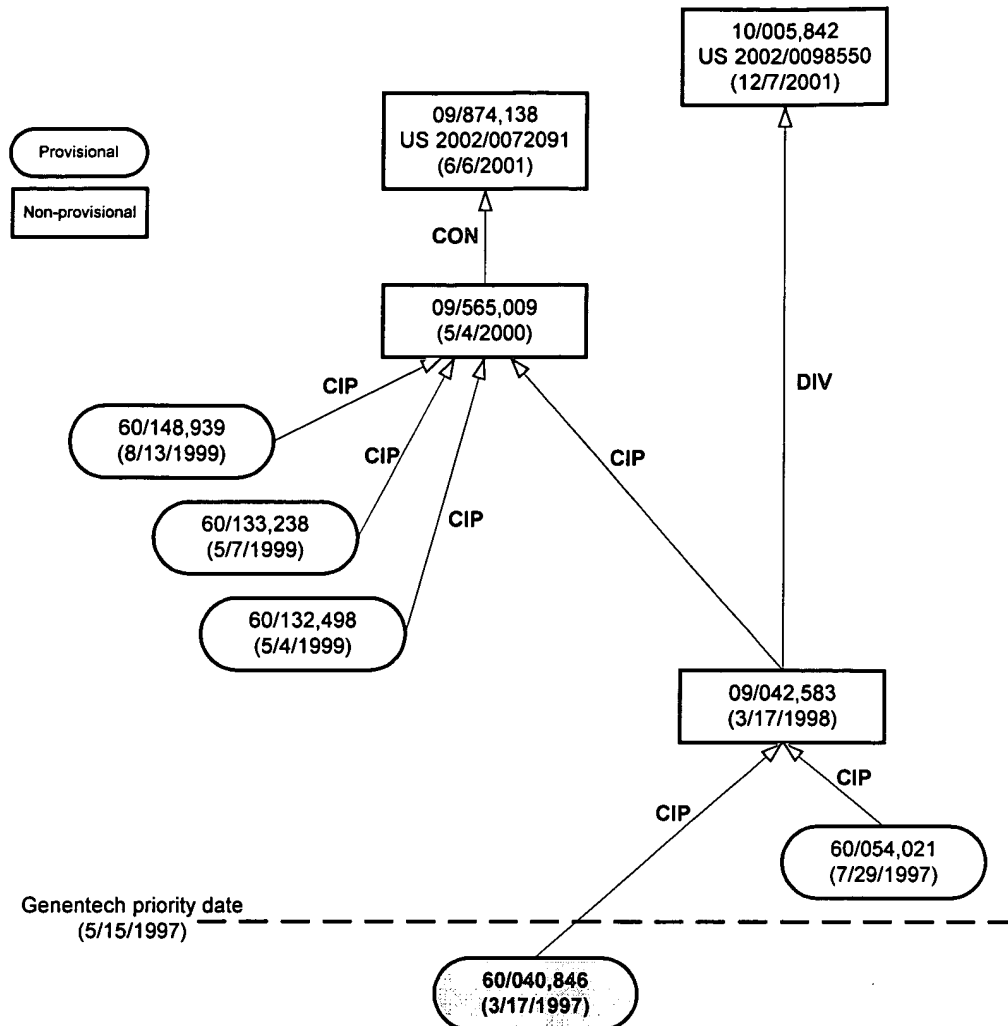 10/005,842
US 2002/0098550
(12/7/2001)
09/874,138
US 2002/0072091
(6/6/2001)
Provisional
Non-provisional
CON
09/565,009
(5/4/2000)
CIP
DIV
60/148,939
(8/13/1999)
CIP
CIP
60/133,238
(5/7/1999)
CIP
60/132,498
(5/4/1999)
09/042,583
(3/17/1998)
CIP
CIP
60/054,021
(7/29/1997)
Genentech priority date
(5/15/1997)
60/040,846
(3/17/1997)